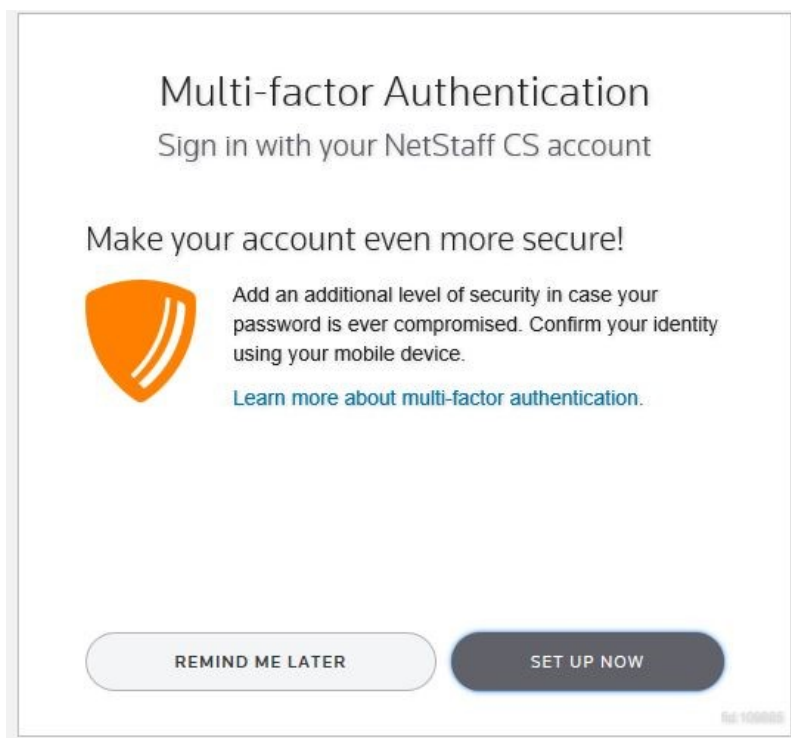 Multi-factor Authentication
Sign in with your NetStaff CS account
Make your account even more secure!
Add an additional level of security in case your
password is ever compromised. Confirm your identity
using your mobile device.
Learn more about multi-factor authentication.
REMIND ME LATER
SET UP NOW